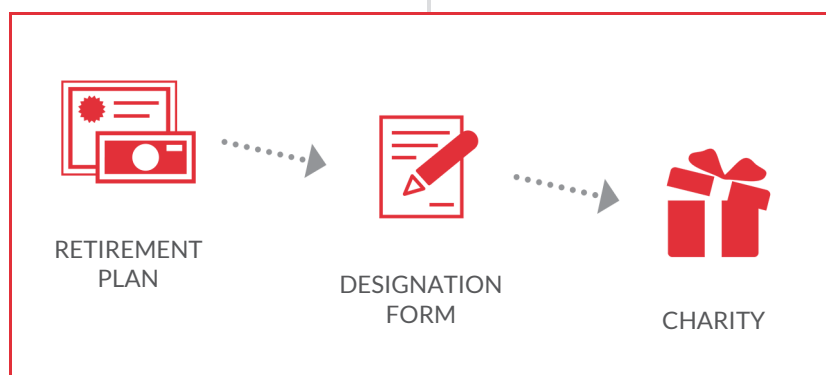 RETIREMENT
PLAN
DESIGNATION
FORM
CHARITY